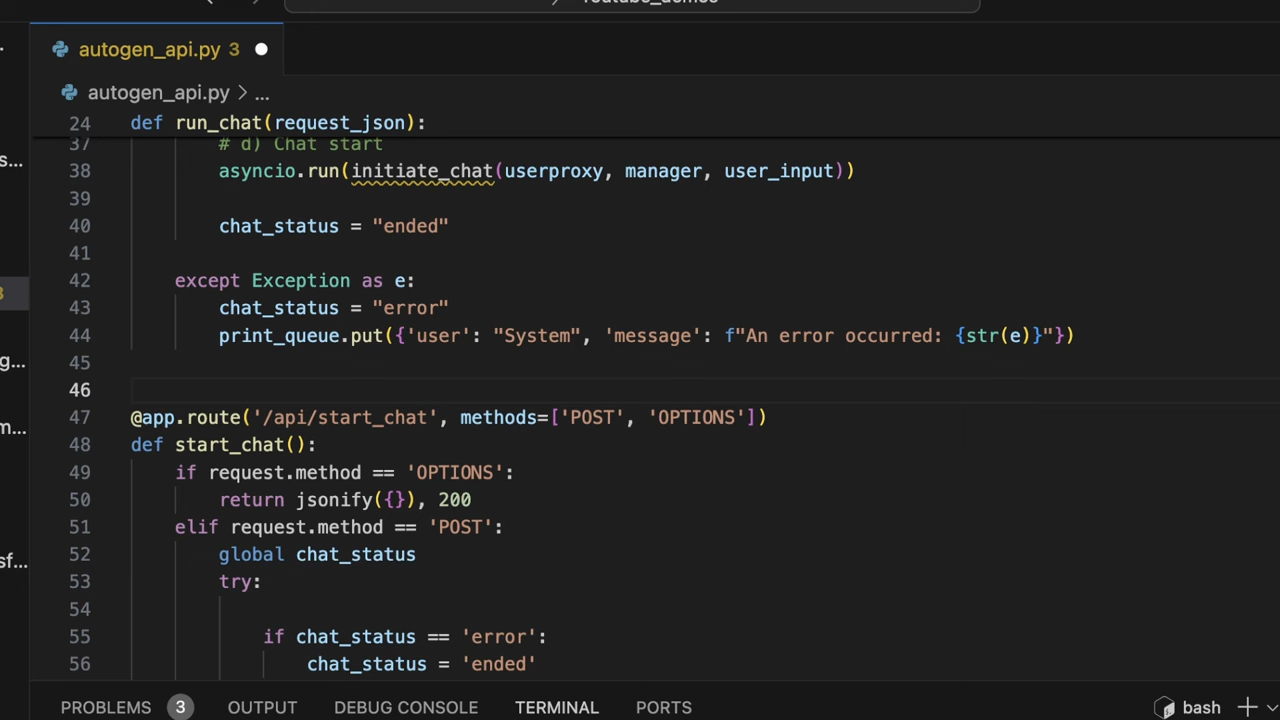 autogen_api.py 3
autogen_api.py > ...
24 def run_chat(request_json):
37 # d) Chat start
38 asyncio.run(initiate_chat(userproxy, manager, user_input))
39
40 chat_status = "ended"
41
42 except Exception as e:
43 chat_status = "error"
44 print_queue.put({'user': "System", 'message': f"An error occurred: {str(e)}"})
45
46
47 @app.route('/api/start_chat', methods=['POST', 'OPTIONS'])
48 def start_chat():
49 if request.method == 'OPTIONS':
50 return jsonify({}), 200
51 elif request.method == 'POST':
52 global chat_status
53 try:
54
55 if chat_status == 'error':
56 chat_status = 'ended'
PROBLEMS 3 OUTPUT DEBUG CONSOLE TERMINAL PORTS bash